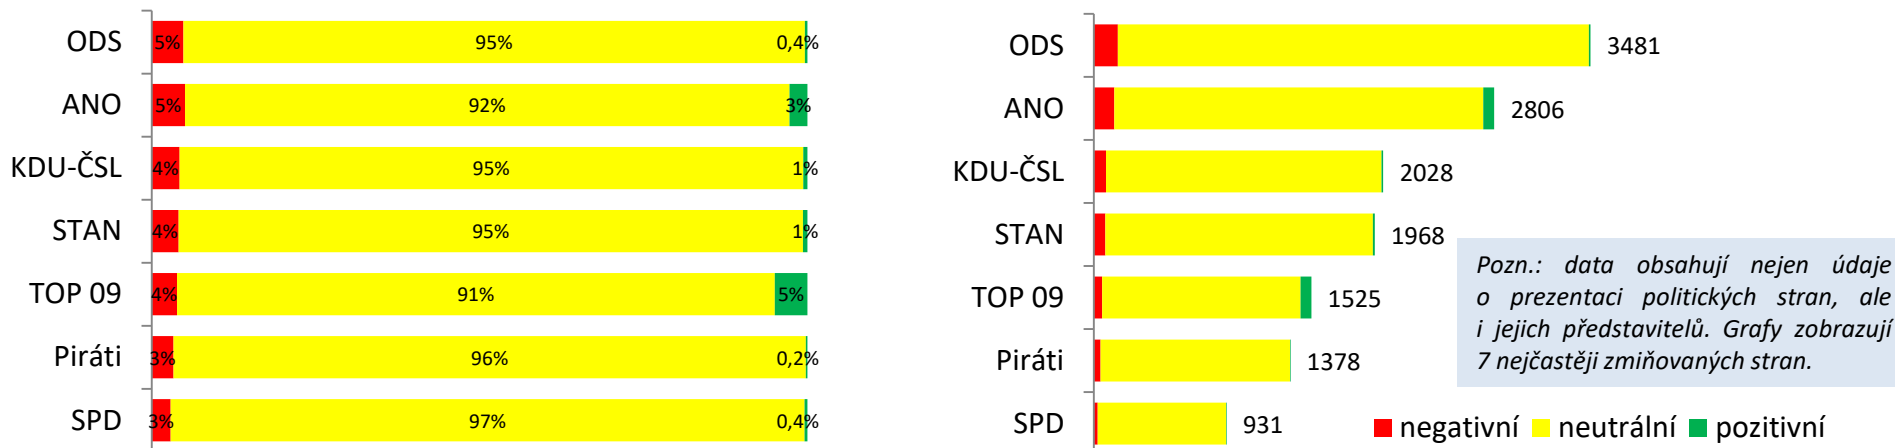 ODS 5% 95% 0,4%
ANO 5% 92% 3%
KDU-ČSL 4% 95% 1%
STAN 4% 95% 1%
TOP 09 4% 91% 5%
Piráti 3% 96% 0,2%
SPD 3% 97% 0,4%
ODS 3481
ANO 2806
KDU-ČSL 2028
STAN 1968
TOP 09 1525
Piráti 1378
SPD 931
Pozn.: data obsahují nejen údaje
o prezentaci politických stran, ale
i jejich představitelů. Grafy zobrazují
7 nejčastěji zmiňovaných stran.
negativní neutrální pozitivní